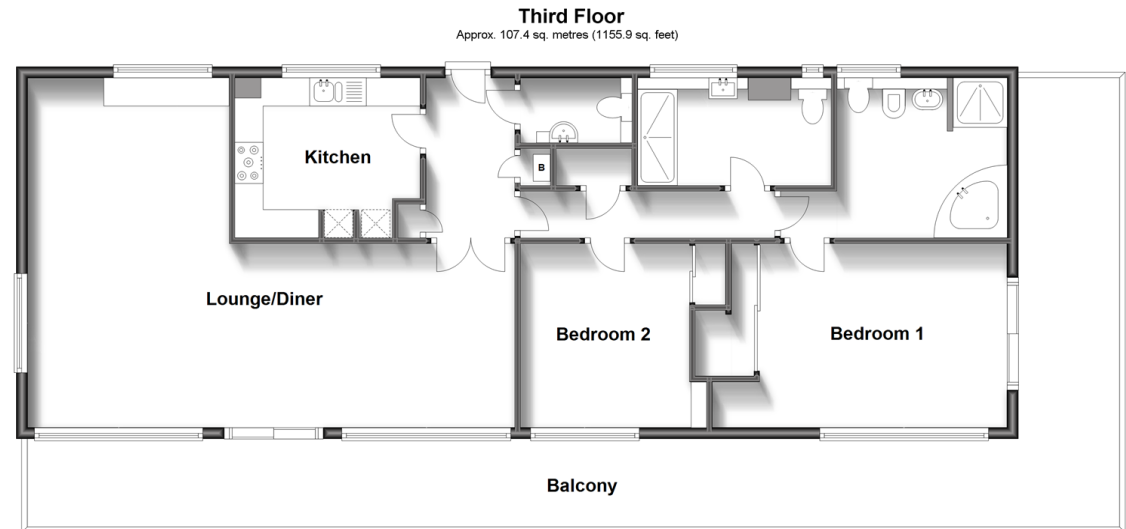 Third Floor
Approx. 107.4 sq. metres (1155.9 sq. feet)
Kitchen
B
Lounge/Diner
Bedroom 2
Bedroom 1
Balcony